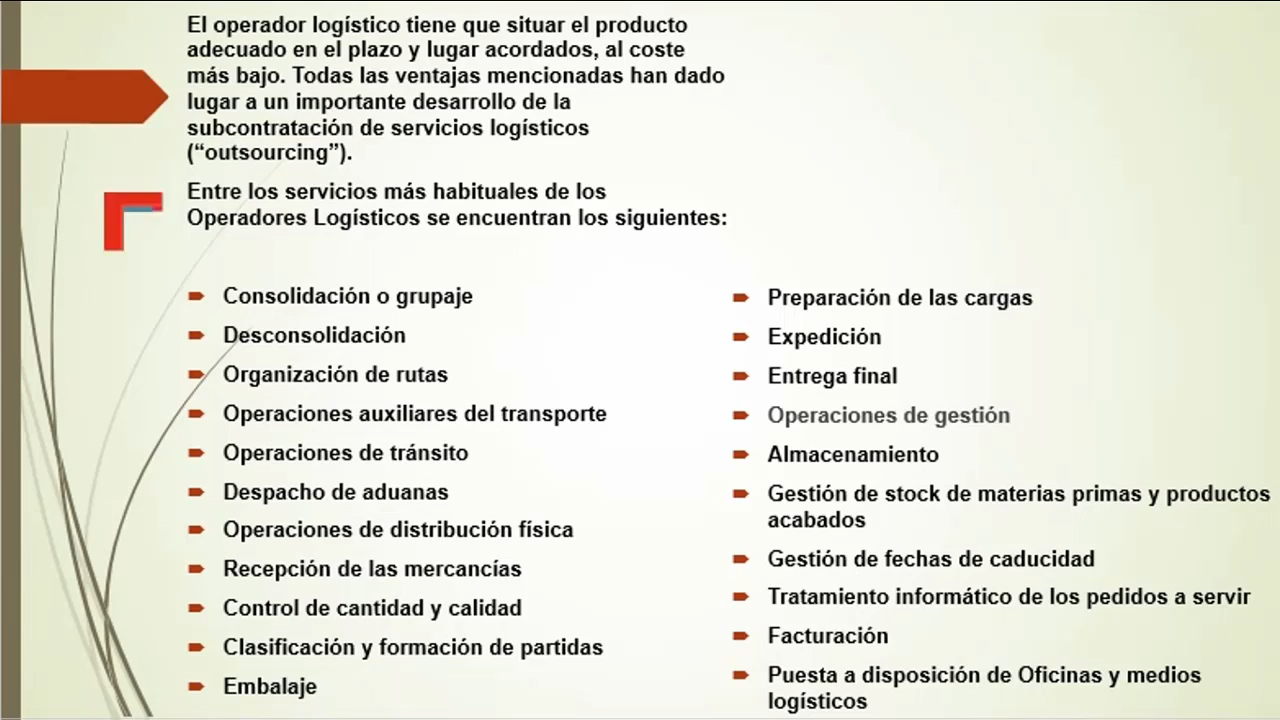 El operador logístico tiene que situar el producto
adecuado en el plazo y lugar acordados, al coste
más bajo. Todas las ventajas mencionadas han dado
lugar a un importante desarrollo de la
subcontratación de servicios logísticos
(“outsourcing”).
Entre los servicios más habituales de los
Operadores Logísticos se encuentran los siguientes:
Consolidación o grupaje
Desconsolidación
Organización de rutas
Operaciones auxiliares del transporte
Operaciones de tránsito
Despacho de aduanas
Operaciones de distribución física
Recepción de las mercancías
Control de cantidad y calidad
Clasificación y formación de partidas
Embalaje
Preparación de las cargas
Expedición
Entrega final
Operaciones de gestión
Almacenamiento
Gestión de stock de materias primas y productos
acabados
Gestión de fechas de caducidad
Tratamiento informático de los pedidos a servir
Facturación
Puesta a disposición de Oficinas y medios
logísticos